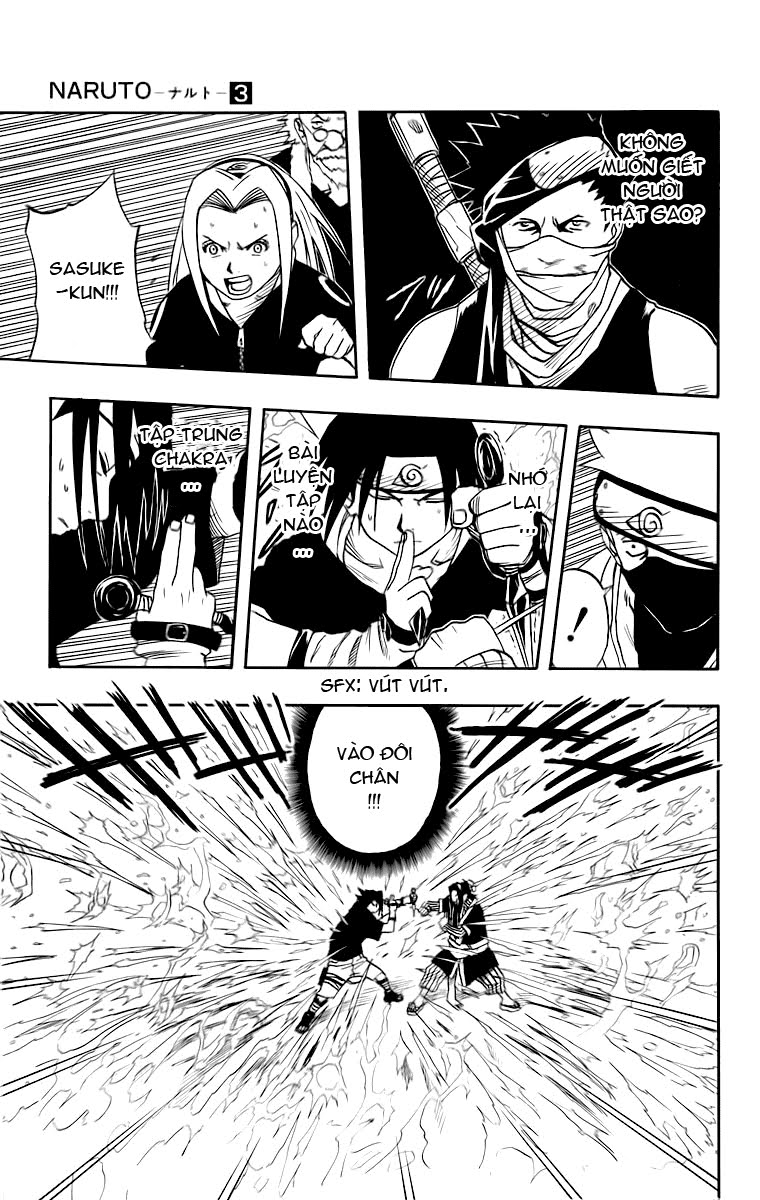 NARUTO—ナルト—3
KHÔNG
MUỐN GIẾT
NGƯỜI
THẬT SAO?
SASUKE
-KUN!!!
!
NHỚ
LẠI
...
BÀI
LUYỆN
TẬP
NÀO
...
TẬP TRUNG
CHAKRA
...
SFX: VÚT VÚT.
VÀO ĐÔI
CHÂN
!!!